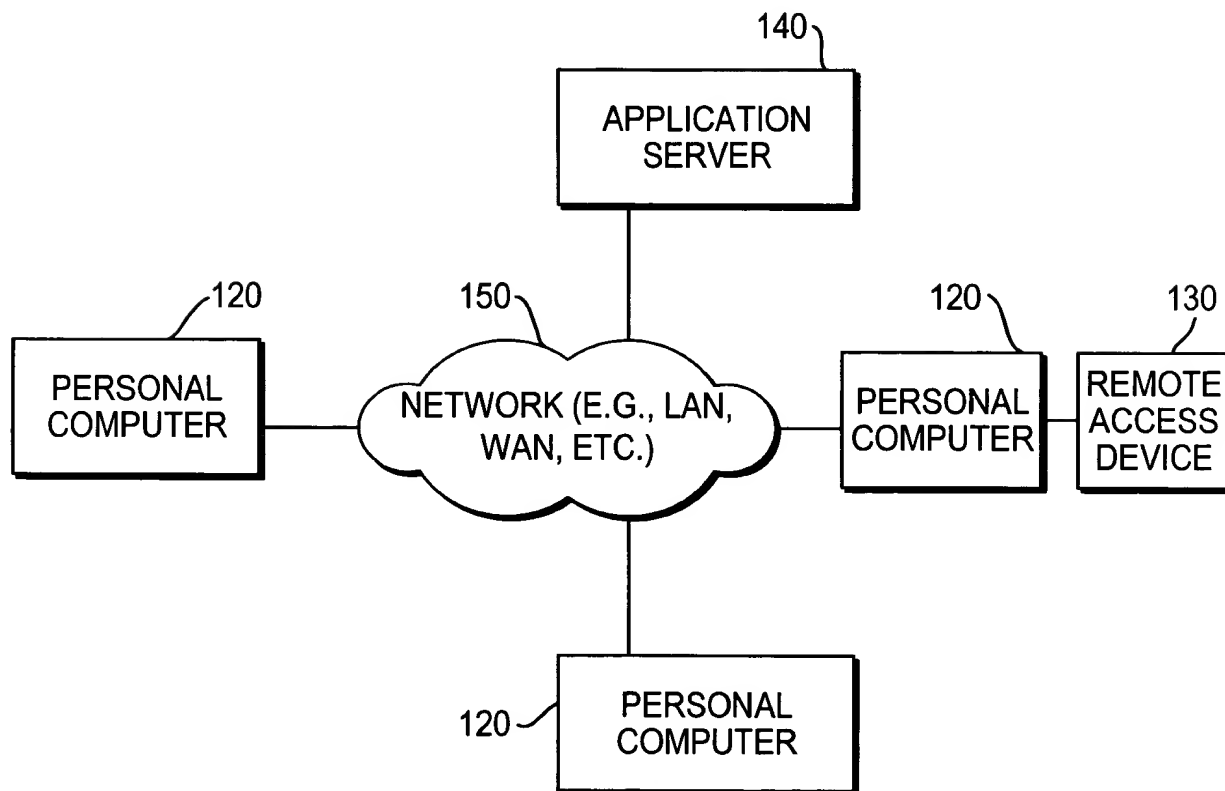 140
APPLICATION
SERVER
120
150
120
130
PERSONAL
COMPUTER
NETWORK (E.G., LAN,
WAN, ETC.)
PERSONAL
COMPUTER
REMOTE
ACCESS
DEVICE
120
PERSONAL
COMPUTER